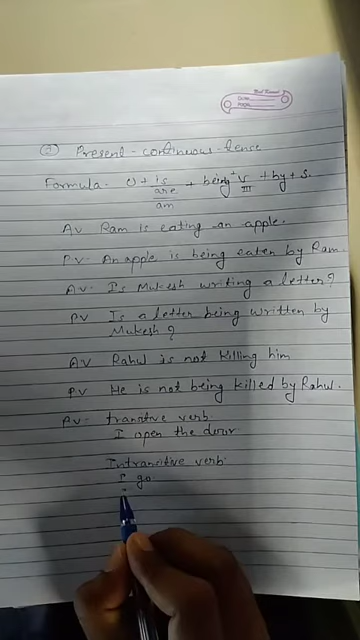 ② Present-continuous tense
Formula- O + is/are/am + being + V III + by + S.
AV Ram is eating an apple.
PV- An apple is being eaten by Ram.
AV- Is Mukesh writing a letter?
PV Is a letter being written by
Mukesh?
AV Rahul is not killing him
PV He is not being killed by Rahul.
AV- transitive verb
I open the door
Intransitive verb
I go